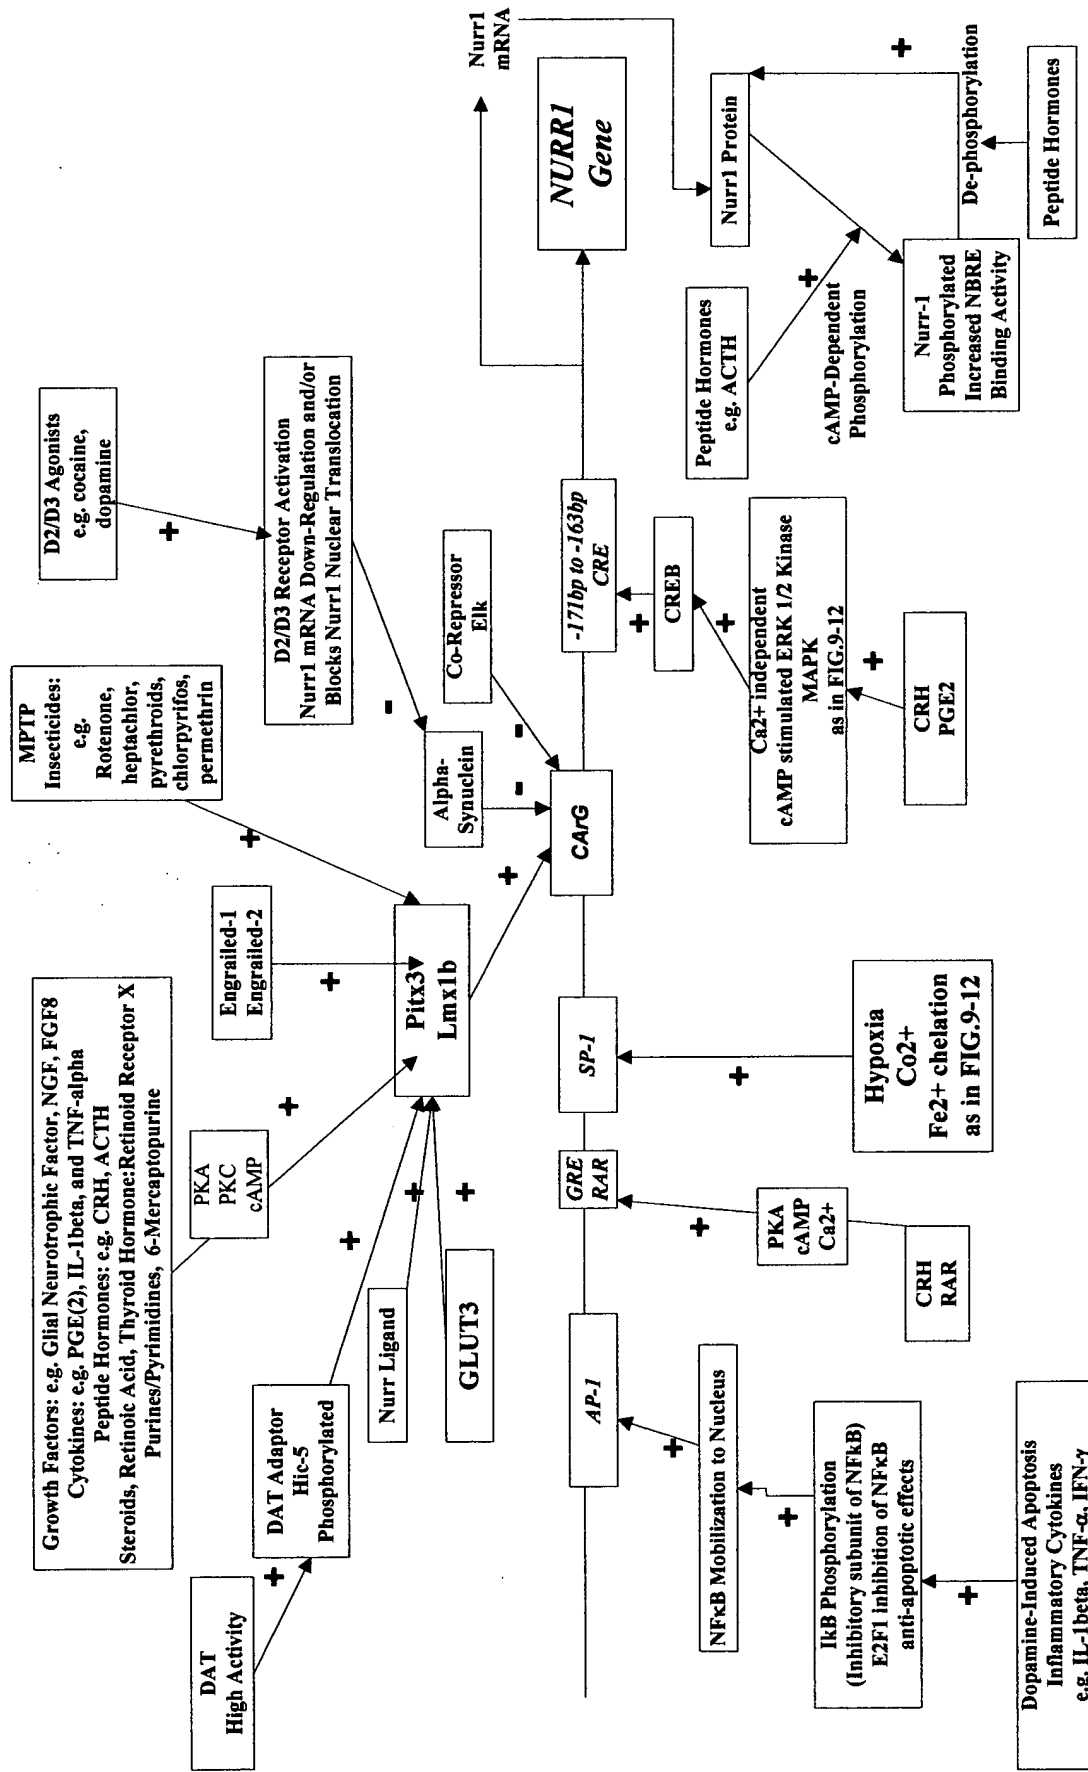 Growth Factors: e.g. Glial Neurotrophic Factor, NGF, FGF8
Cytokines: e.g. PGE(2), IL-1beta, and TNF-alpha
Peptide Hormones: e.g. CRH, ACTH
Steroids, Retinoic Acid, Thyroid Hormone:Retinoid Receptor X
Purines/Pyrimidines, 6-Mercaptopurine
MPTP
Insecticides:
e.g.
Rotenone,
heptachlor,
pyrethroids,
chlorpyrifos,
permethrin
D2/D3 Agonists
e.g. cocaine,
dopamine
+
DAT
High Activity
+
DAT Adaptor
Hic-5
Phosphorylated
+
PKA
PKC
cAMP
+
Engrailed-1
Engrailed-2
+
+
D2/D3 Receptor Activation
Nurr1 mRNA Down-Regulation and/or
Blocks Nurr1 Nuclear Translocation
-
Nurr Ligand
+
GLUT3
+
Pitx3
Lmx1b
+
Alpha-
Synuclein
-
Co-Repressor
Elk
-
Nurr1
mRNA
AP-1
GRE
RAR
SP-1
CArG
-171bp to -163bp
CRE
NURR1
Gene
+
NFκB Mobilization to Nucleus
+
IkB Phosphorylation
(Inhibitory subunit of NFkB)
E2F1 inhibition of NFκB
anti-apoptotic effects
+
Dopamine-Induced Apoptosis
Inflammatory Cytokines
e.g. IL-1beta, TNF-α, IFN-γ
+
PKA
cAMP
Ca2+
CRH
RAR
+
Hypoxia
Co2+
Fe2+ chelation
as in FIG.9-12
+
CREB
+
Ca2+ independent
cAMP stimulated ERK 1/2 Kinase
MAPK
as in FIG.9-12
+
CRH
PGE2
Peptide Hormones
e.g. ACTH
+
cAMP-Dependent
Phosphorylation
Nurr1 Protein
+
Nurr-1
Phosphorylated
Increased NBRE
Binding Activity
De-phosphorylation
Peptide Hormones